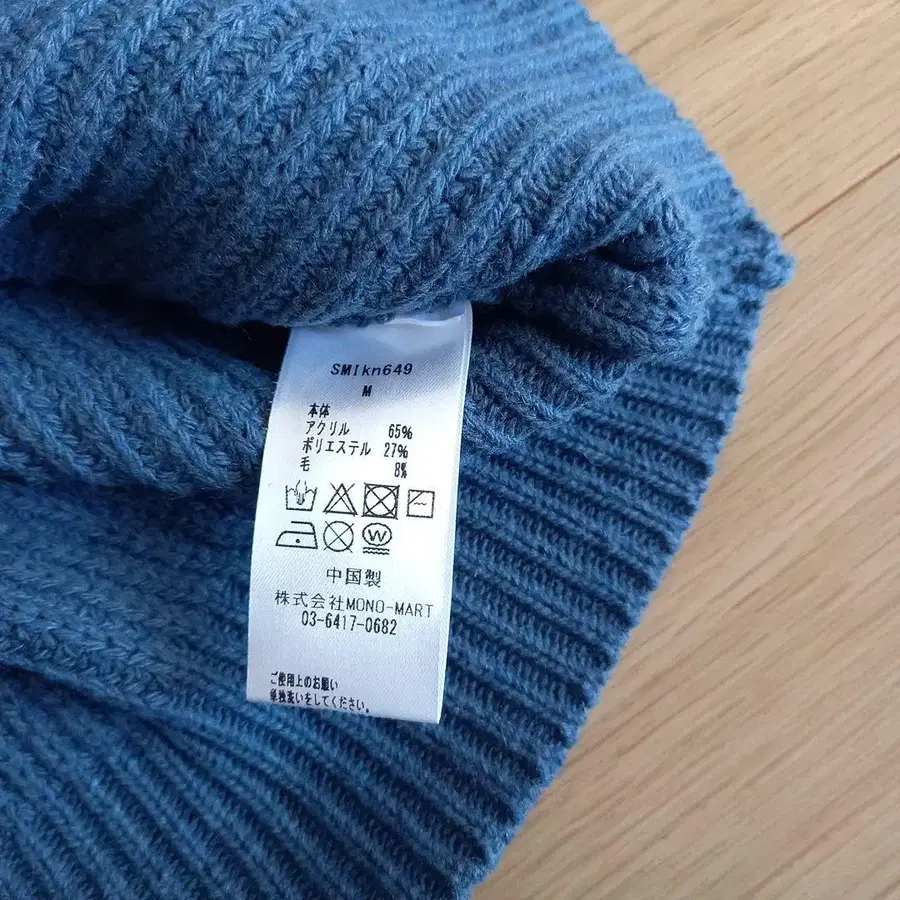 SMIkn649
M
本体
アクリル 65%
ポリエステル 27%
毛 8%
W
中国製
株式会社MONO-MART
03-6417-0682
ご使用上のお願い
単独洗いをしてください。